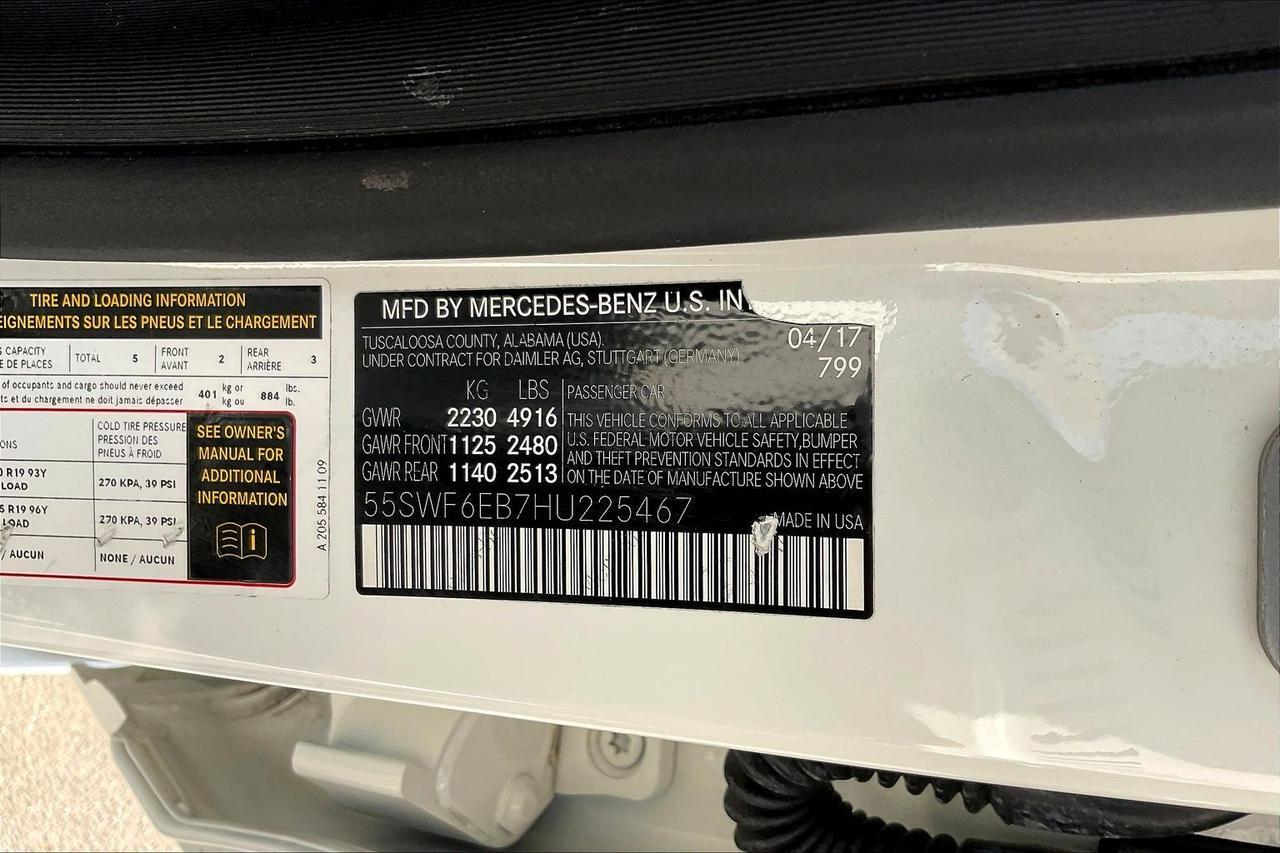 TIRE AND LOADING INFORMATION
EIGNEMENTS SUR LES PNEUS ET LE CHARGEMENT
CAPACITY TOTAL 5 FRONT 2 REAR 3
DE PLACES AVANT ARRIÈRE
of occupants and cargo should never exceed 401 kg or 884 lbs.
ts et du chargement ne doit jamais dépasser kg ou lb.
ONS
COLD TIRE PRESSURE
PRESSION DES
PNEUS À FROID
R19 93Y
LOAD
270 KPA, 39 PSI
R19 96Y
LOAD
270 KPA, 39 PSI
/ AUCUN
NONE / AUCUN
SEE OWNER'S
MANUAL FOR
ADDITIONAL
INFORMATION
i
A 205 584 11 09
MFD BY MERCEDES-BENZ U.S. IN
TUSCALOOSA COUNTY, ALABAMA (USA).
UNDER CONTRACT FOR DAIMLER AG, STUTTGART (GERMANY)
04/17
799
KG LBS
GVWR 2230 4916
GAWR FRONT 1125 2480
GAWR REAR 1140 2513
PASSENGER CAR
THIS VEHICLE CONFORMS TO ALL APPLICABLE
U.S. FEDERAL MOTOR VEHICLE SAFETY,BUMPER
AND THEFT PREVENTION STANDARDS IN EFFECT
ON THE DATE OF MANUFACTURE SHOWN ABOVE
55SWF6EB7HU225467
MADE IN USA